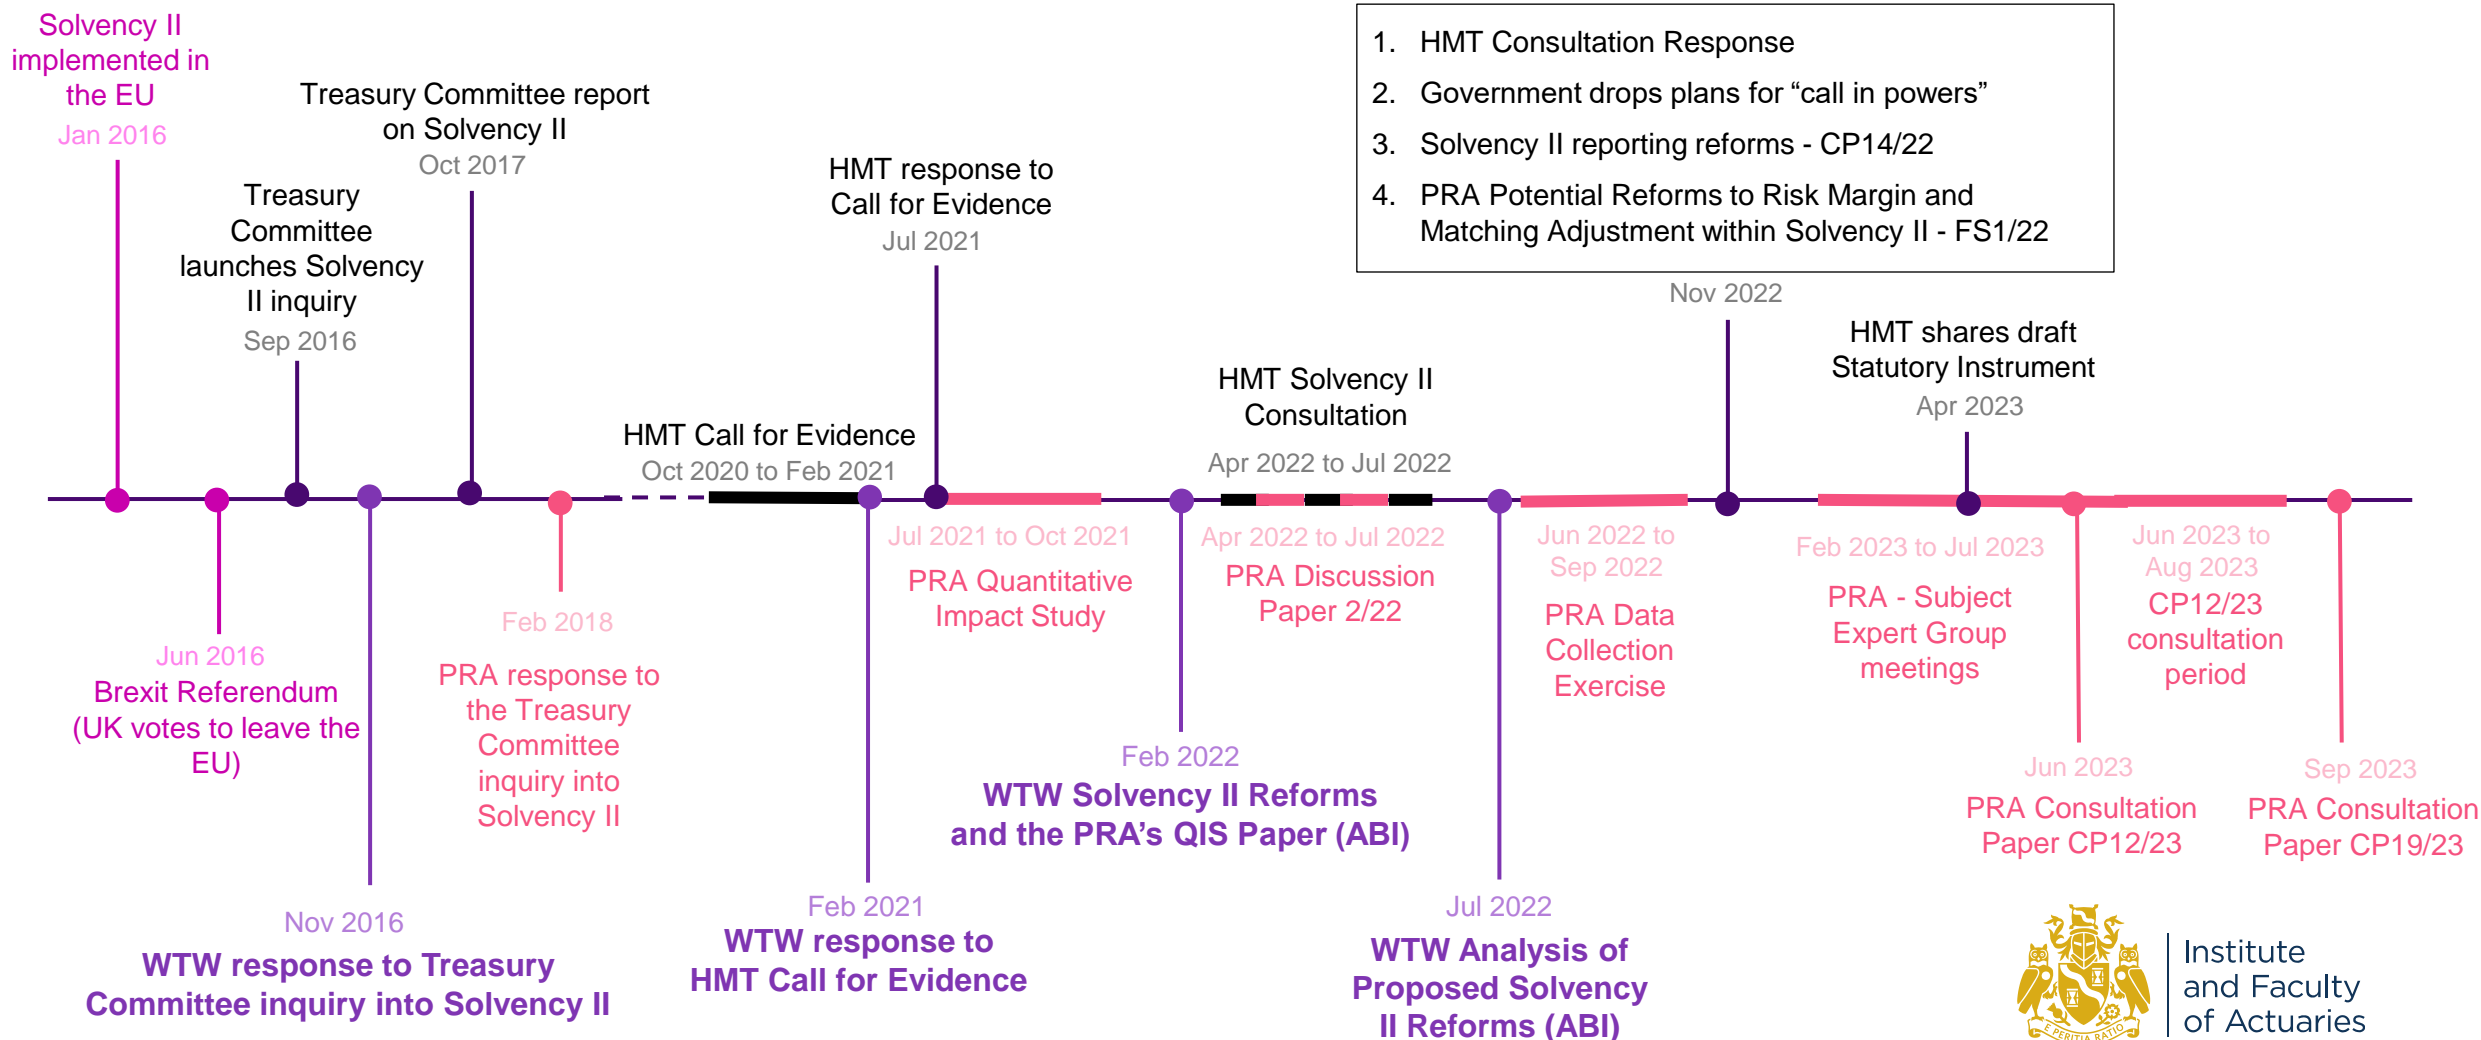 Solvency II
implemented in
the EU
Jan 2016
Treasury
Committee
launches Solvency
II inquiry
Sep 2016
Treasury Committee report
on Solvency II
Oct 2017
HMT Call for Evidence
Oct 2020 to Feb 2021
HMT response to
Call for Evidence
Jul 2021
HMT Solvency II
Consultation
Apr 2022 to Jul 2022
1. HMT Consultation Response
2. Government drops plans for “call in powers”
3. Solvency II reporting reforms - CP14/22
4. PRA Potential Reforms to Risk Margin and
Matching Adjustment within Solvency II - FS1/22
Nov 2022
HMT shares draft
Statutory Instrument
Apr 2023
Jun 2016
Brexit Referendum
(UK votes to leave the
EU)
Nov 2016
WTW response to Treasury
Committee inquiry into Solvency II
Feb 2018
PRA response to
the Treasury
Committee
inquiry into
Solvency II
Feb 2021
WTW response to
HMT Call for Evidence
Jul 2021 to Oct 2021
PRA Quantitative
Impact Study
Feb 2022
WTW Solvency II Reforms
and the PRA’s QIS Paper (ABI)
Apr 2022 to Jul 2022
PRA Discussion
Paper 2/22
Jul 2022
WTW Analysis of
Proposed Solvency
II Reforms (ABI)
Jun 2022 to
Sep 2022
PRA Data
Collection
Exercise
Feb 2023 to Jul 2023
PRA - Subject
Expert Group
meetings
Jun 2023
PRA Consultation
Paper CP12/23
Jun 2023 to
Aug 2023
CP12/23
consultation
period
Sep 2023
PRA Consultation
Paper CP19/23
E PERITIA RATIO
Institute
and Faculty
of Actuaries